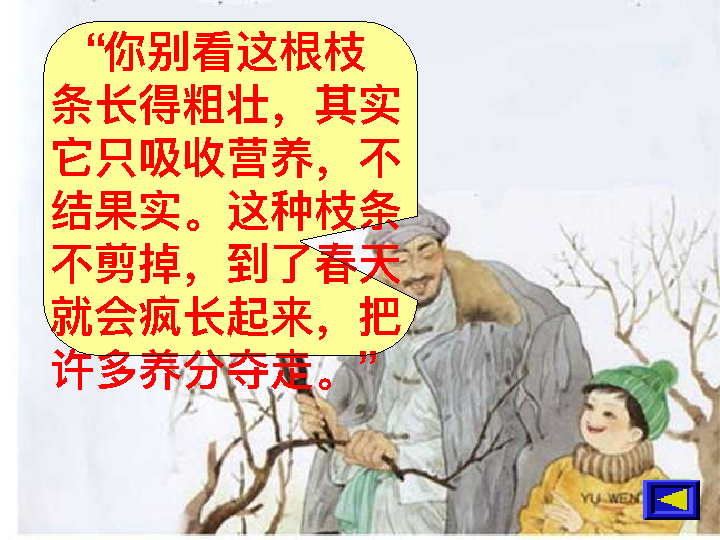 “你别看这根枝
条长得粗壮，其实
它只吸收营养，不
结果实。这种枝条
不剪掉，到了春天
就会疯长起来，把
许多养分夺走。”
YU WEN